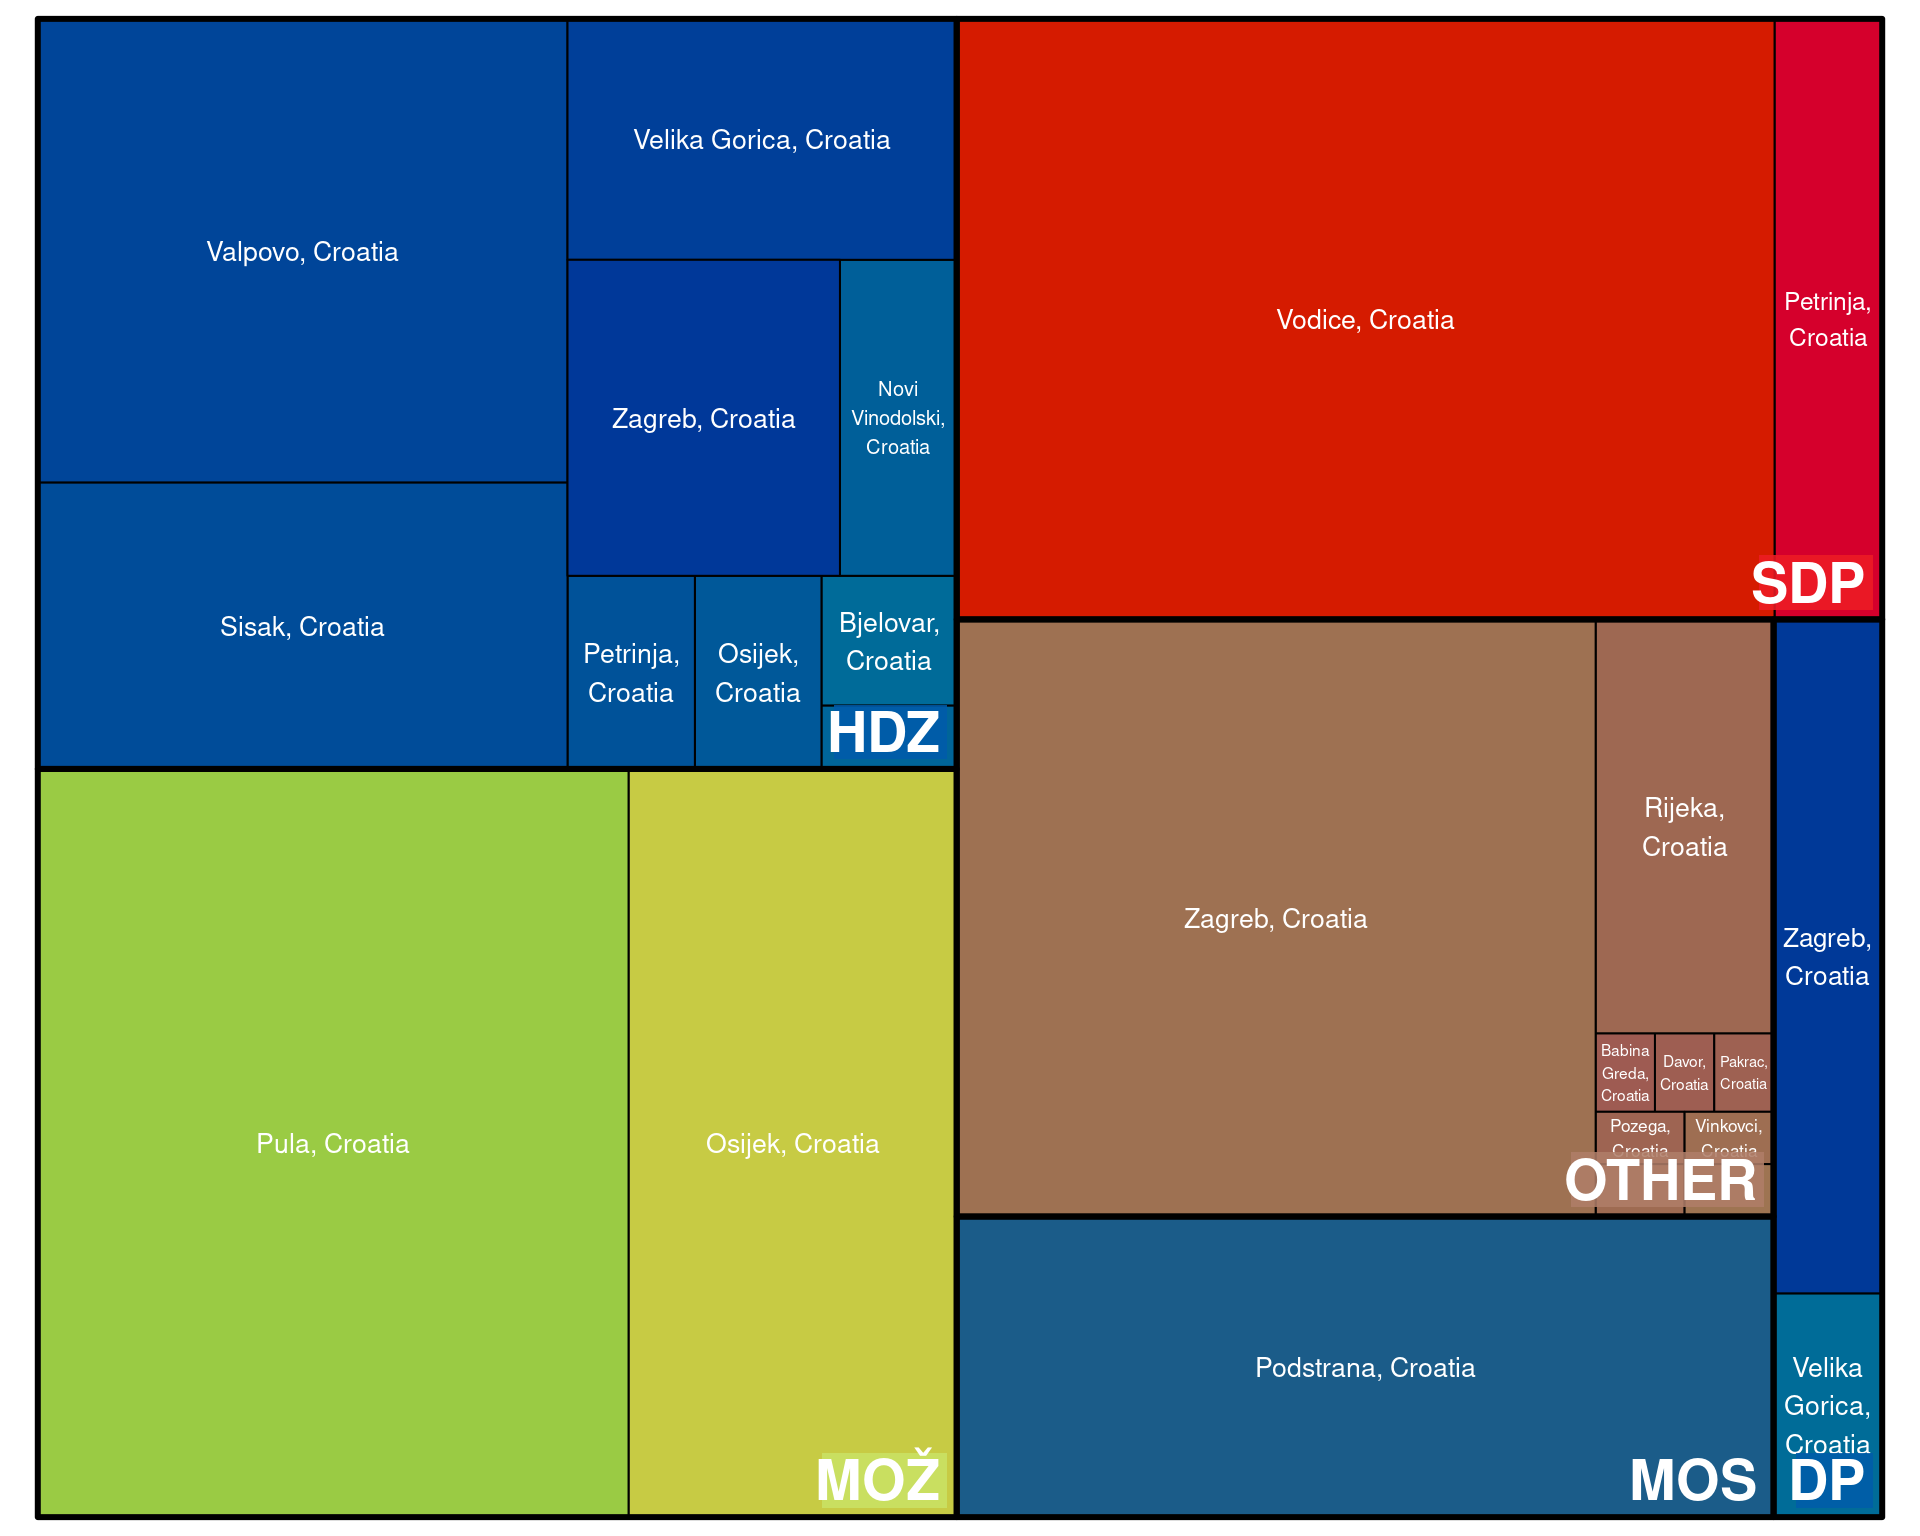 Valpovo, Croatia
Velika Gorica, Croatia
Zagreb, Croatia
Novi
Vinodolski,
Croatia
Sisak, Croatia
Petrinja,
Croatia
Osijek,
Croatia
Bjelovar,
Croatia
HDZ
Pula, Croatia
Osijek, Croatia
MOŽ
Vodice, Croatia
Petrinja,
Croatia
SDP
Zagreb, Croatia
Rijeka,
Croatia
Babina
Greda,
Croatia
Davor,
Croatia
Pakrac,
Croatia
Pozega,
Croatia
Vinkovci,
Croatia
OTHER
Podstrana, Croatia
MOS
Zagreb,
Croatia
Velika
Gorica,
Croatia
DP